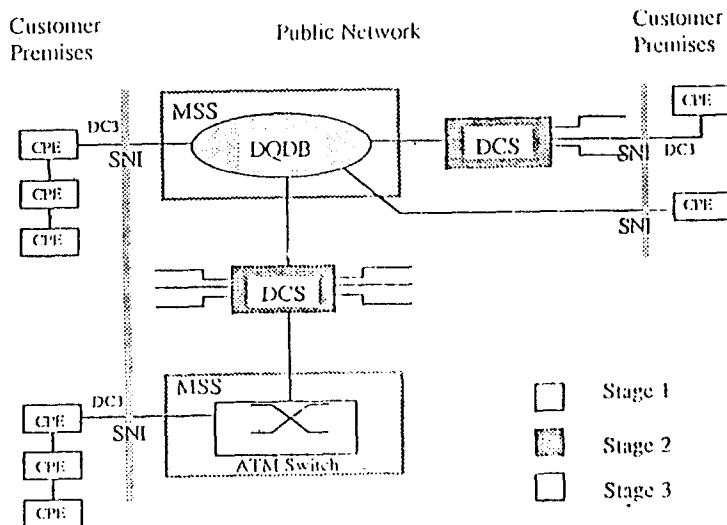 Customer
Premises
Public Network
Customer
Premises
MSS
DC3
SNI
CPE
CPE
CPE
DQDB
DCS
SNI
DC3
CPE
SNI
CPE
DCS
MSS
DC3
SNI
CPE
CPE
CPE
ATM Switch
Stage 1
Stage 2
Stage 3